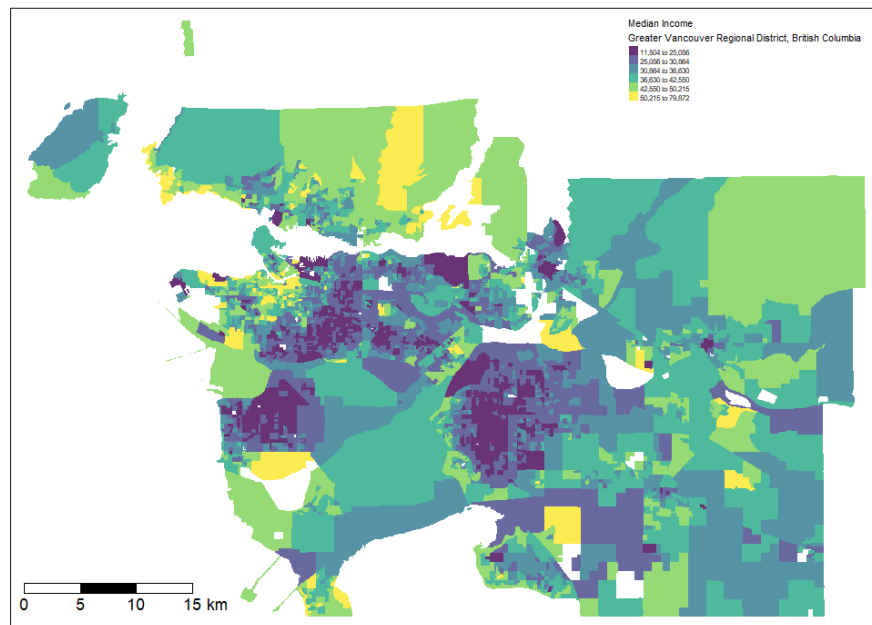 Median Income
Greater Vancouver Regional District, British Columbia
11,504 to 25,056
25,056 to 30,864
30,864 to 36,630
36,630 to 42,550
42,550 to 50,215
50,215 to 79,872
0 5 10 15 km